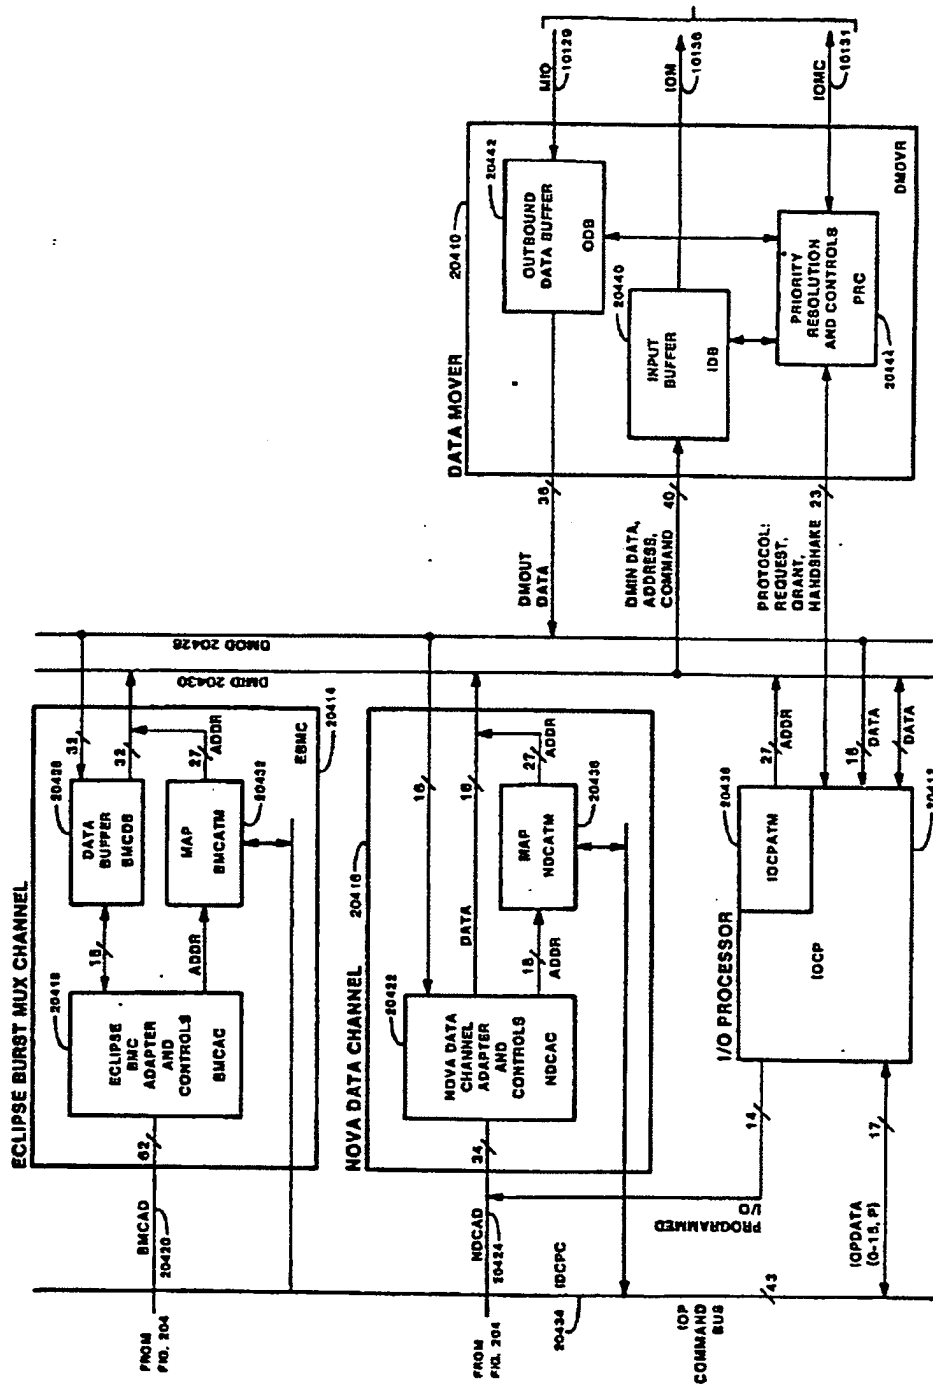 ECLIPSE BURST MUX CHANNEL
FROM
FIG. 204
BMCAD
20420
62
20418
ECLIPSE
BMC
ADAPTER
AND
CONTROLS
BMCAC
16
ADDR
DATA
BUFFER
BMCDB
MAP
BMCATM
20432
32
32
27
ADDR
EBMC
20414
DMID 20430
DMOD 20428
NOVA DATA CHANNEL
20416
FROM
FIG. 204
NDCAD
20424
34
20422
NOVA DATA
CHANNEL
ADAPTER
AND
CONTROLS
NDCAC
16
DATA
16
16
ADDR
MAP
NDCATM
20436
27
ADDR
IOCPC
20434
IOP
COMMAND
BUS
43
PROGRAMMED
I/O
14
IOPDATA
(0-15, P)
17
I/O PROCESSOR
IOCP
IOCPATM
20438
27
ADDR
16
DATA
DATA
DATA MOVER
20410
DMOUT
DATA
36
DMIN DATA,
ADDRESS,
COMMAND
40
PROTOCOL:
REQUEST,
GRANT,
HANDSHAKE
23
OUTBOUND
DATA BUFFER
ODB
20442
INPUT
BUFFER
IDB
20440
PRIORITY
RESOLUTION
AND CONTROLS
PRC
20444
DMOVR
MIO
10129
IOM
10130
IOMC
10131